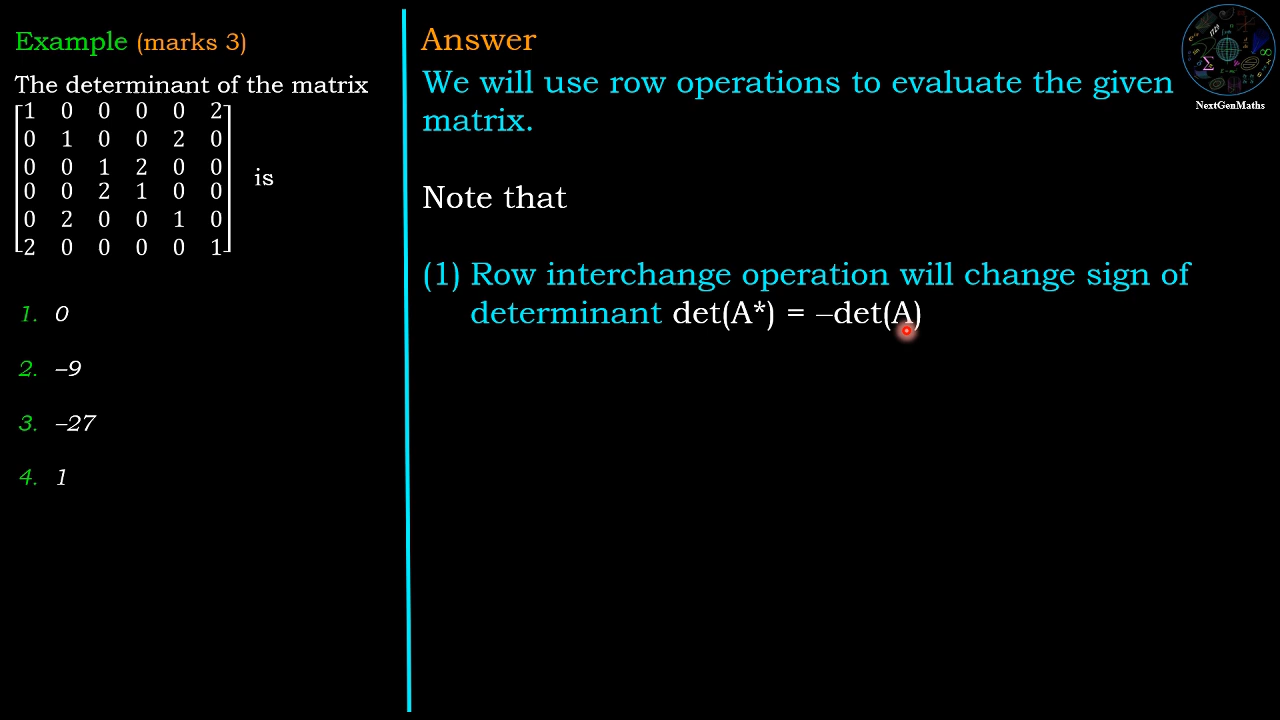 Example (marks 3)
The determinant of the matrix
1 0 0 0 0 2
0 1 0 0 2 0
0 0 1 2 0 0
0 0 2 1 0 0
0 2 0 0 1 0
2 0 0 0 0 1
is
1. 0
2. –9
3. –27
4. 1
Answer
We will use row operations to evaluate the given
matrix.
Note that
(1) Row interchange operation will change sign of
determinant det(A*) = –det(A)
NextGenMaths